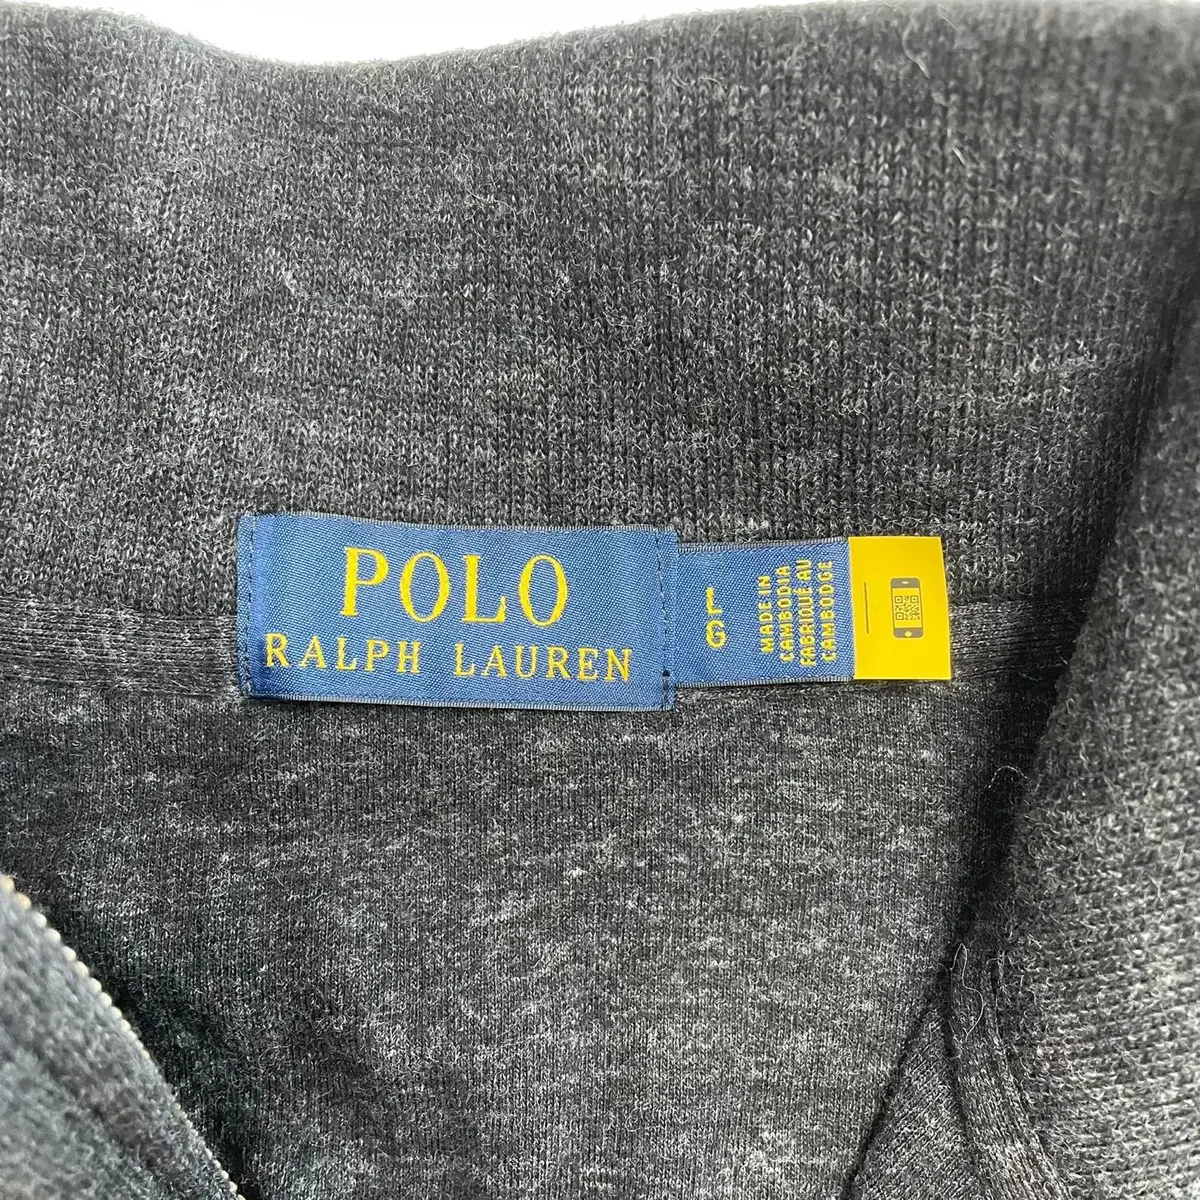 POLO
RALPH LAUREN
L
G
MADE IN
CAMBODIA
FABRIQUÉ AU
CAMBODGE